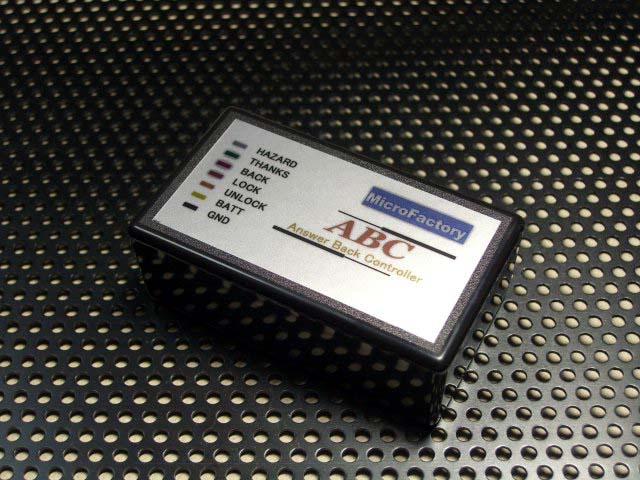 HAZARD
THANKS
BACK
LOCK
UNLOCK
BATT
GND
MicroFactory
ABC
Answer Back Controller